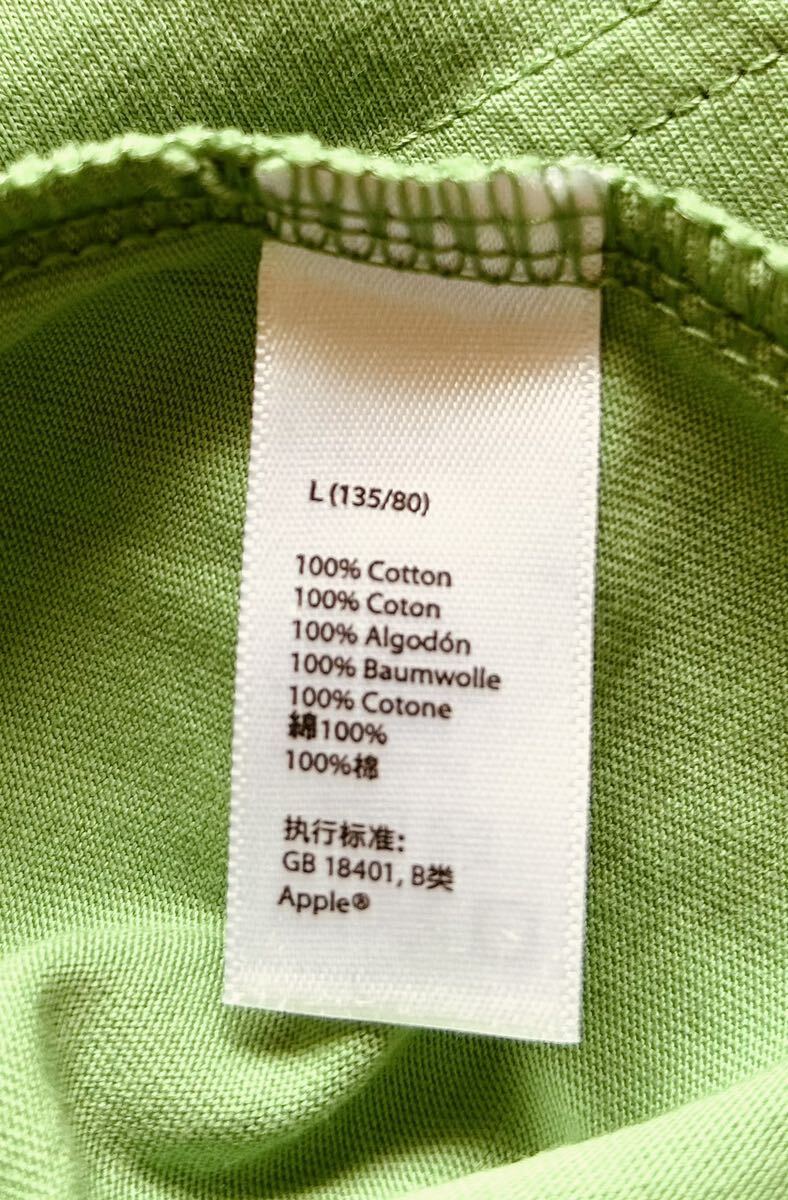 L (135/80)
100% Cotton
100% Coton
100% Algodón
100% Baumwolle
100% Cotone
綿100%
100%棉
执行标准:
GB 18401, B类
Apple®